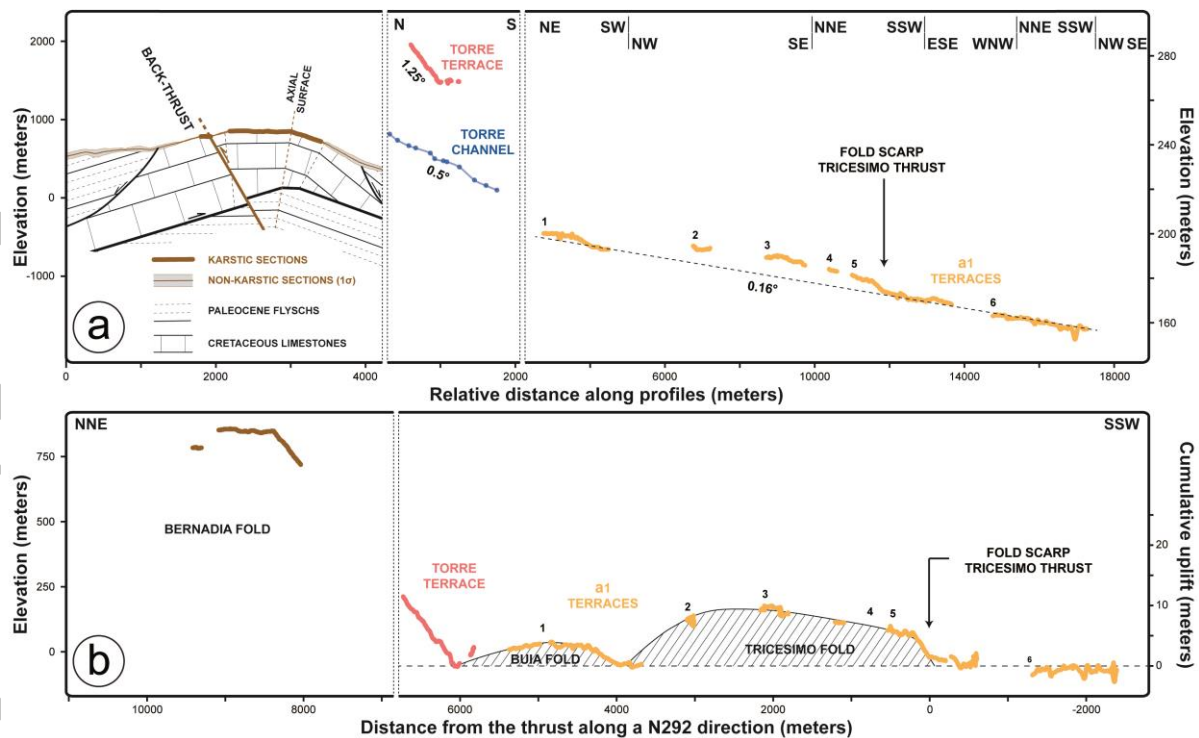 N
S
NE
SW
NW
SE
NNE
SSW
ESE
WNW
NNE
SSW
NW SE
2000
1000
0
-1000
Elevation (meters)
BACK-THRUST
AXIAL
SURFACE
KARSTIC SECTIONS
NON-KARSTIC SECTIONS (1σ)
PALEOCENE FLYSCHS
CRETACEOUS LIMESTONES
a
TORRE
TERRACE
1.25°
TORRE
CHANNEL
0.5°
1
2
3
4
5
6
FOLD SCARP
TRICESIMO THRUST
a1
TERRACES
0.16°
280
240
200
160
Elevation (meters)
0
2000
4000
2000
6000
10000
14000
18000
Relative distance along profiles (meters)
NNE
SSW
750
500
250
0
Elevation (meters)
BERNADIA FOLD
b
TORRE
TERRACE
a1
TERRACES
1
BUIA FOLD
2
3
4
5
6
TRICESIMO FOLD
FOLD SCARP
TRICESIMO THRUST
20
10
0
Cumulative uplift (meters)
10000
8000
6000
4000
2000
0
-2000
Distance from the thrust along a N292 direction (meters)